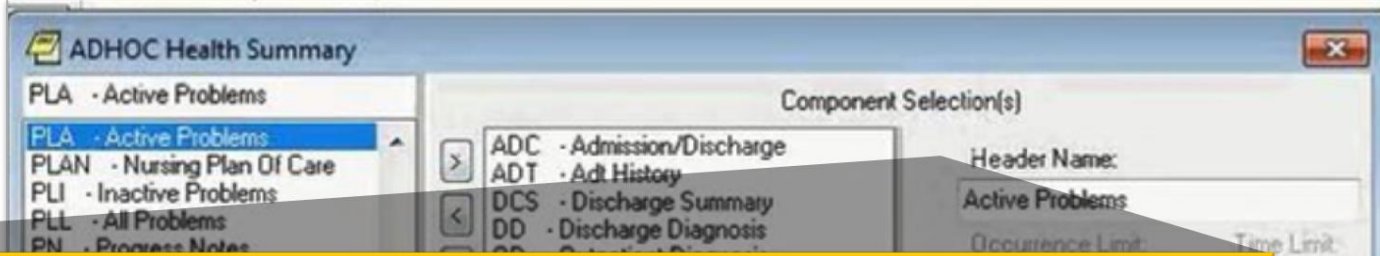 ADHOC Health Summary
PLA - Active Problems
PLA - Active Problems
PLAN - Nursing Plan Of Care
PLI - Inactive Problems
PLL - All Problems
PN - Progress Notes
Component Selection(s)
>
<
ADC - Admission/Discharge
ADT - Adt History
DCS - Discharge Summary
DD - Discharge Diagnosis
Header Name:
Active Problems
Occurrence Limit: Time Limit: